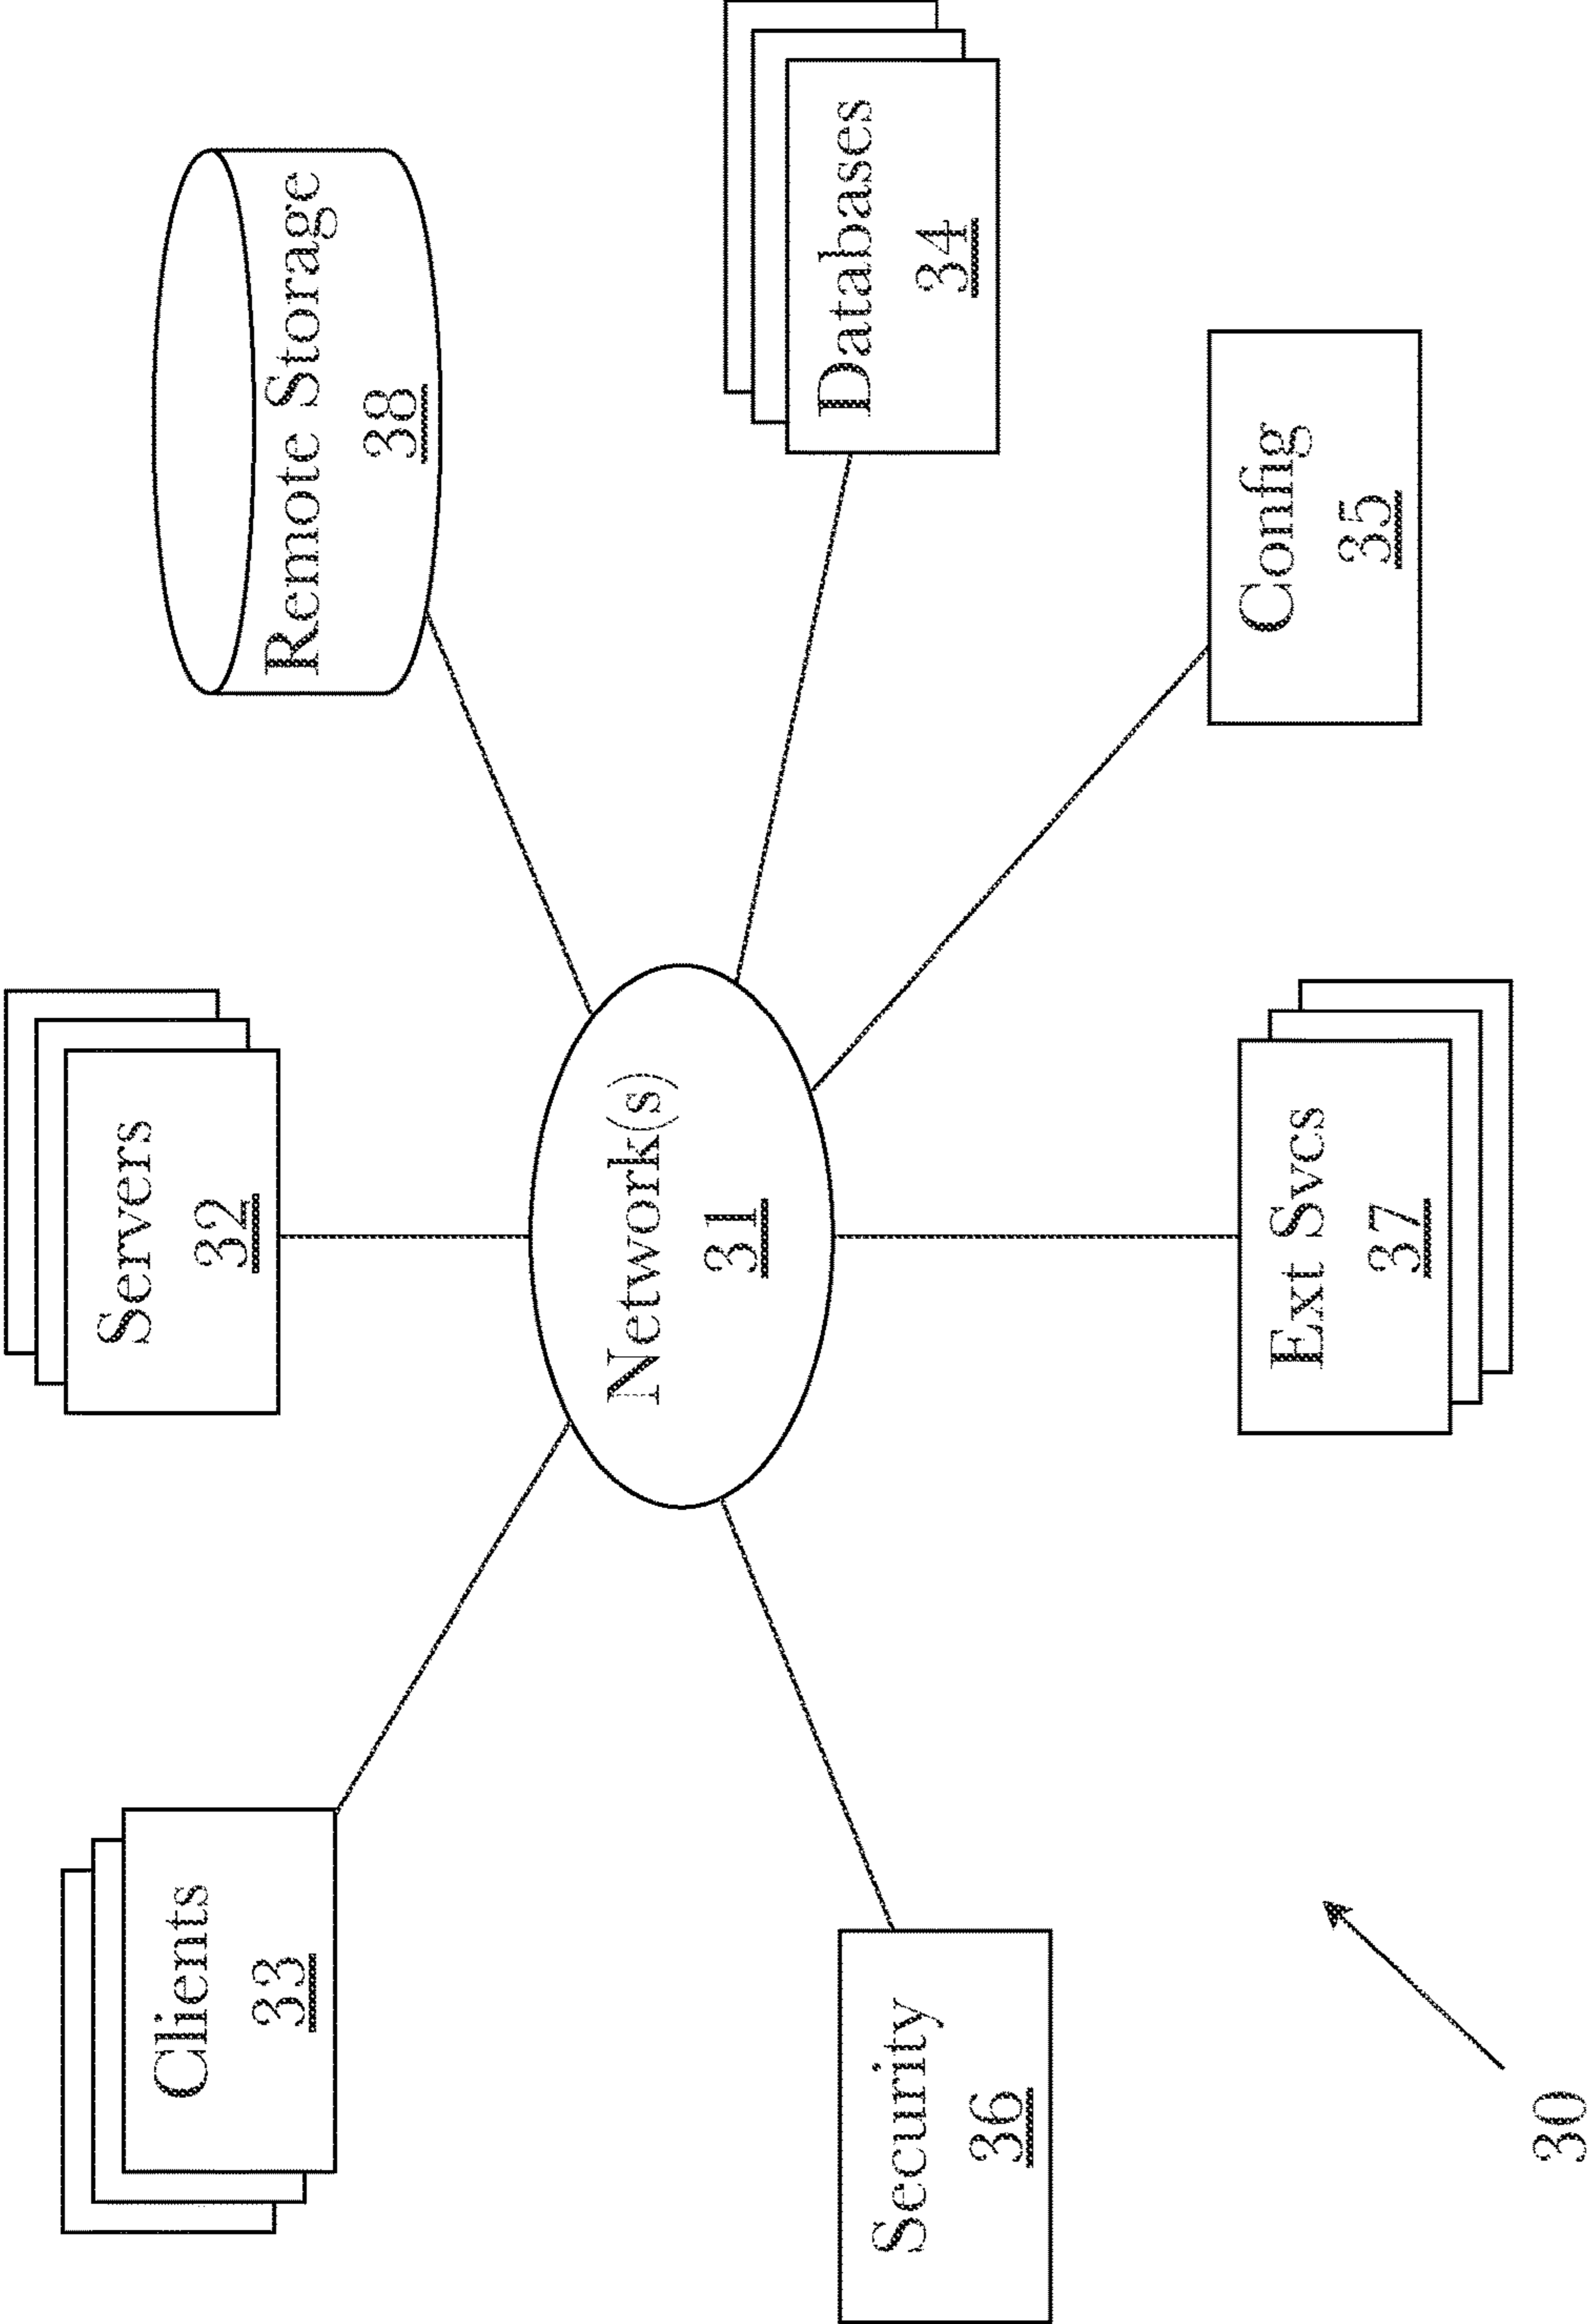 Servers
32
Clients
33
Remote Storage
38
Network(s)
31
Databases
34
Security
36
Ext Svcs
37
Config
35
30